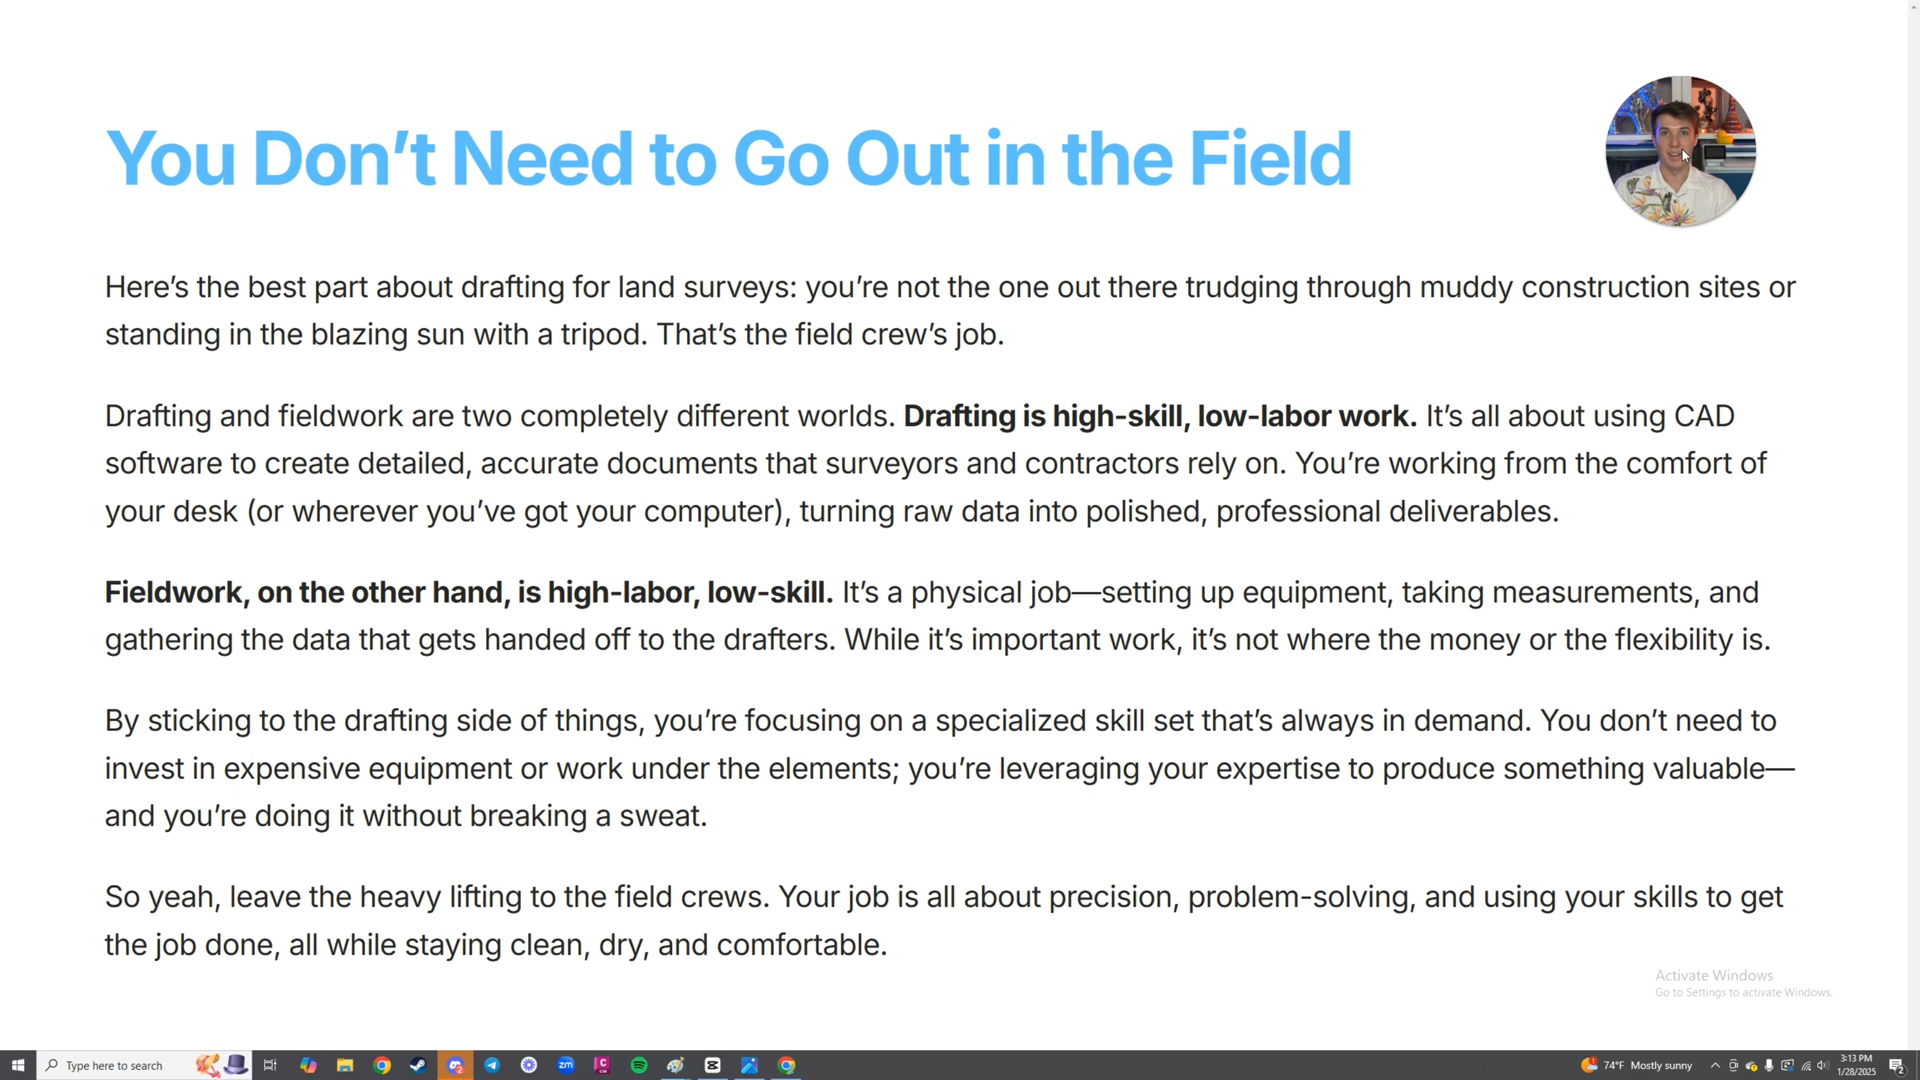 You Don’t Need to Go Out in the Field
Here’s the best part about drafting for land surveys: you’re not the one out there trudging through muddy construction sites or
standing in the blazing sun with a tripod. That’s the field crew’s job.
Drafting and fieldwork are two completely different worlds. Drafting is high-skill, low-labor work. It’s all about using CAD
software to create detailed, accurate documents that surveyors and contractors rely on. You’re working from the comfort of
your desk (or wherever you’ve got your computer), turning raw data into polished, professional deliverables.
Fieldwork, on the other hand, is high-labor, low-skill. It’s a physical job—setting up equipment, taking measurements, and
gathering the data that gets handed off to the drafters. While it’s important work, it’s not where the money or the flexibility is.
By sticking to the drafting side of things, you’re focusing on a specialized skill set that’s always in demand. You don’t need to
invest in expensive equipment or work under the elements; you’re leveraging your expertise to produce something valuable—
and you’re doing it without breaking a sweat.
So yeah, leave the heavy lifting to the field crews. Your job is all about precision, problem-solving, and using your skills to get
the job done, all while staying clean, dry, and comfortable.
Activate Windows
Go to Settings to activate Windows.
Type here to search
zm
74°F Mostly sunny
3:13 PM
1/28/2025
2